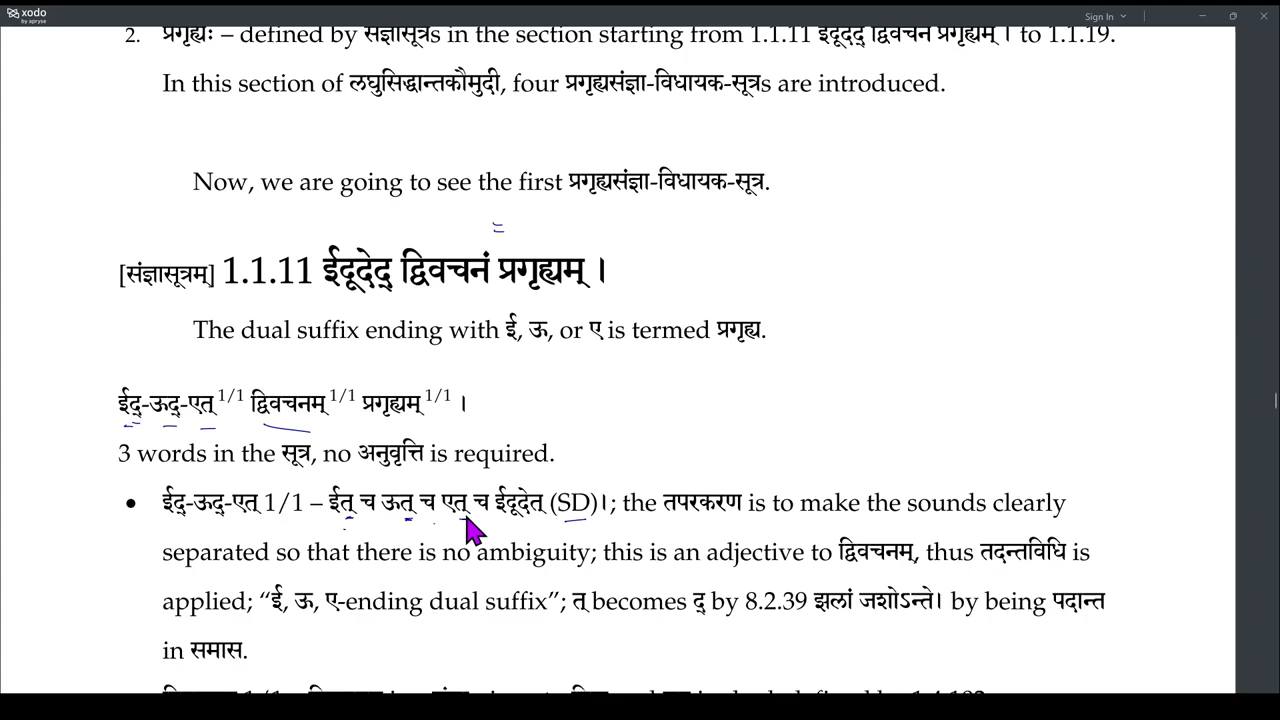 xodo
by apryse
Sign In
2. प्रगृह्यः – defined by संज्ञासूत्रs in the section starting from 1.1.11 ईदूदेद् द्विवचनं प्रगृह्यम् । to 1.1.19.
In this section of लघुसिद्धान्तकौमुदी, four प्रगृह्यसंज्ञा-विधायक-सूत्रs are introduced.
Now, we are going to see the first प्रगृह्यसंज्ञा-विधायक-सूत्र.
[संज्ञासूत्रम्] 1.1.11 ईदूदेद् द्विवचनं प्रगृह्यम् ।
The dual suffix ending with ई, ऊ, or ए is termed प्रगृह्य.
ईद्-ऊद्-एत् 1/1 द्विवचनम् 1/1 प्रगृह्यम् 1/1 ।
3 words in the सूत्र, no अनुवृत्ति is required.
• ईद्-ऊद्-एत् 1/1 – ईत् च ऊत् च एत् च ईदूदेत् (SD)।; the तपरकरण is to make the sounds clearly
separated so that there is no ambiguity; this is an adjective to द्विवचनम्, thus तदन्तविधि is
applied; “ई, ऊ, ए-ending dual suffix”; त् becomes द् by 8.2.39 झलां जशोऽन्ते। by being पदान्त
in समास.